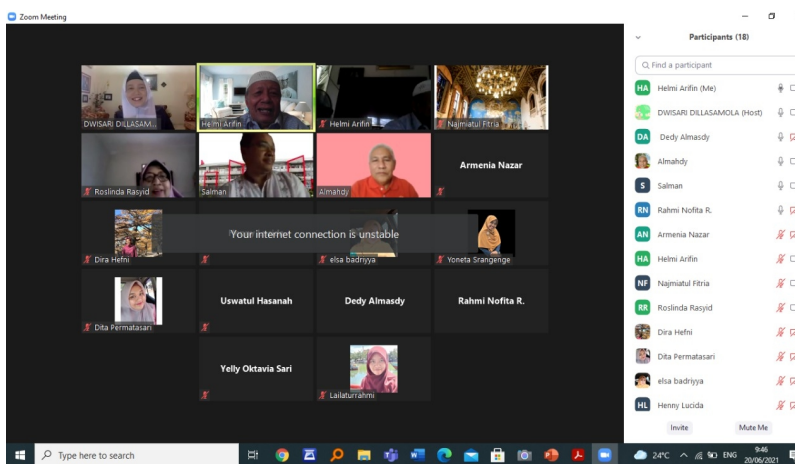 Zoom Meeting
DWISARI DILLASAM...
Helmi Arifin
Helmi Arifin
Najmiatul Fitria
Roslinda Rasyid
Salman
Almahdy
Armenia Nazar
Your internet connection is unstable
Dira Hefni
elsa badriyya
Yoneta Srangenge
Dita Permatasari
Uswatul Hasanah
Dedy Almasdy
Rahmi Nofita R.
Yelly Oktavia Sari
Lailaturrahmi
Participants (18)
Find a participant
HA Helmi Arifin (Me)
DWISARI DILLASAMOLA (Host)
DA Dedy Almasdy
Almahdy
S Salman
RN Rahmi Nofita R.
AN Armenia Nazar
HA Helmi Arifin
NF Najmiatul Fitria
RR Roslinda Rasyid
Dira Hefni
Dita Permatasari
elsa badriyya
HL Henny Lucida
Invite Mute Me
Type here to search
24°C ENG 9:46
20/06/2021